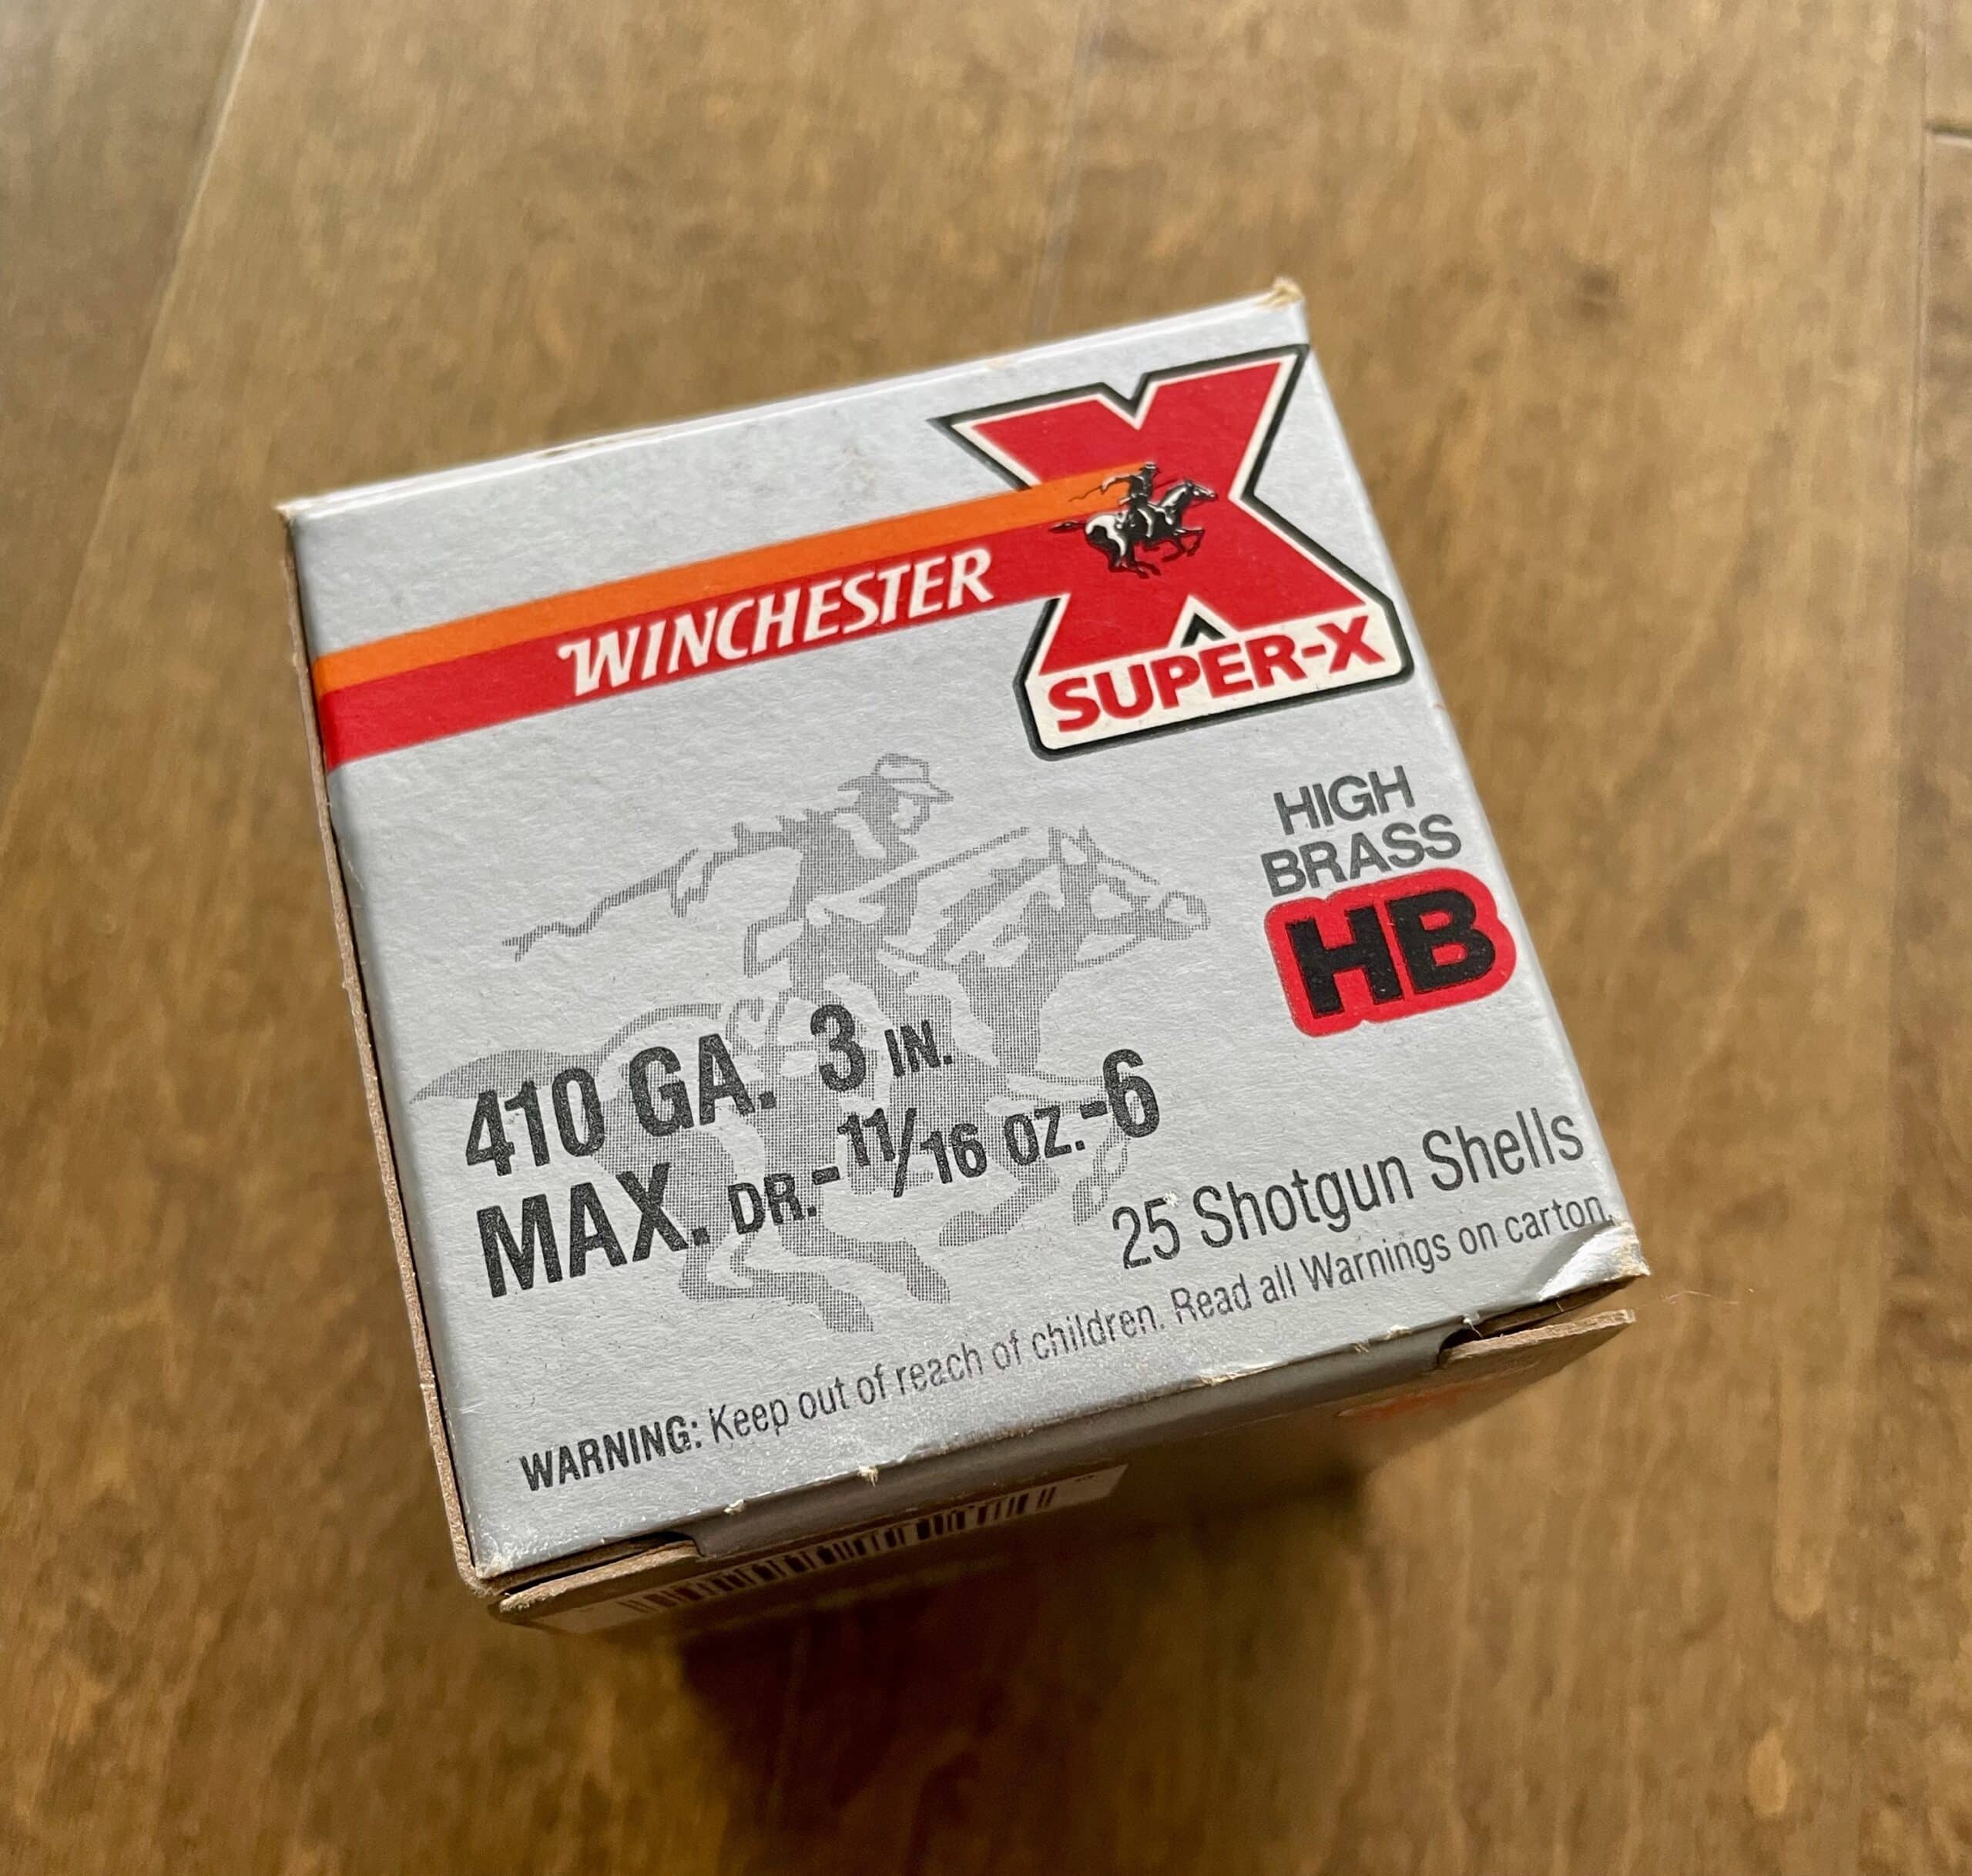 WINCHESTER
SUPER-X
HIGH
BRASS
HB
410 GA. 3 IN.
MAX. DR.-11/16 OZ.-6
25 Shotgun Shells
WARNING: Keep out of reach of children. Read all Warnings on carton.